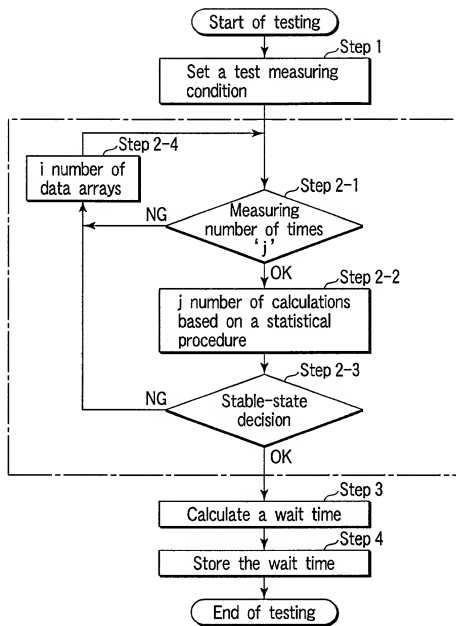 Start of testing
Step 1
Set a test measuring
condition
Step 2-4
i number of
data arrays
Step 2-1
Measuring
number of times
‘j’
NG
OK
Step 2-2
j number of calculations
based on a statistical
procedure
Step 2-3
Stable-state
decision
NG
OK
Step 3
Calculate a wait time
Step 4
Store the wait time
End of testing